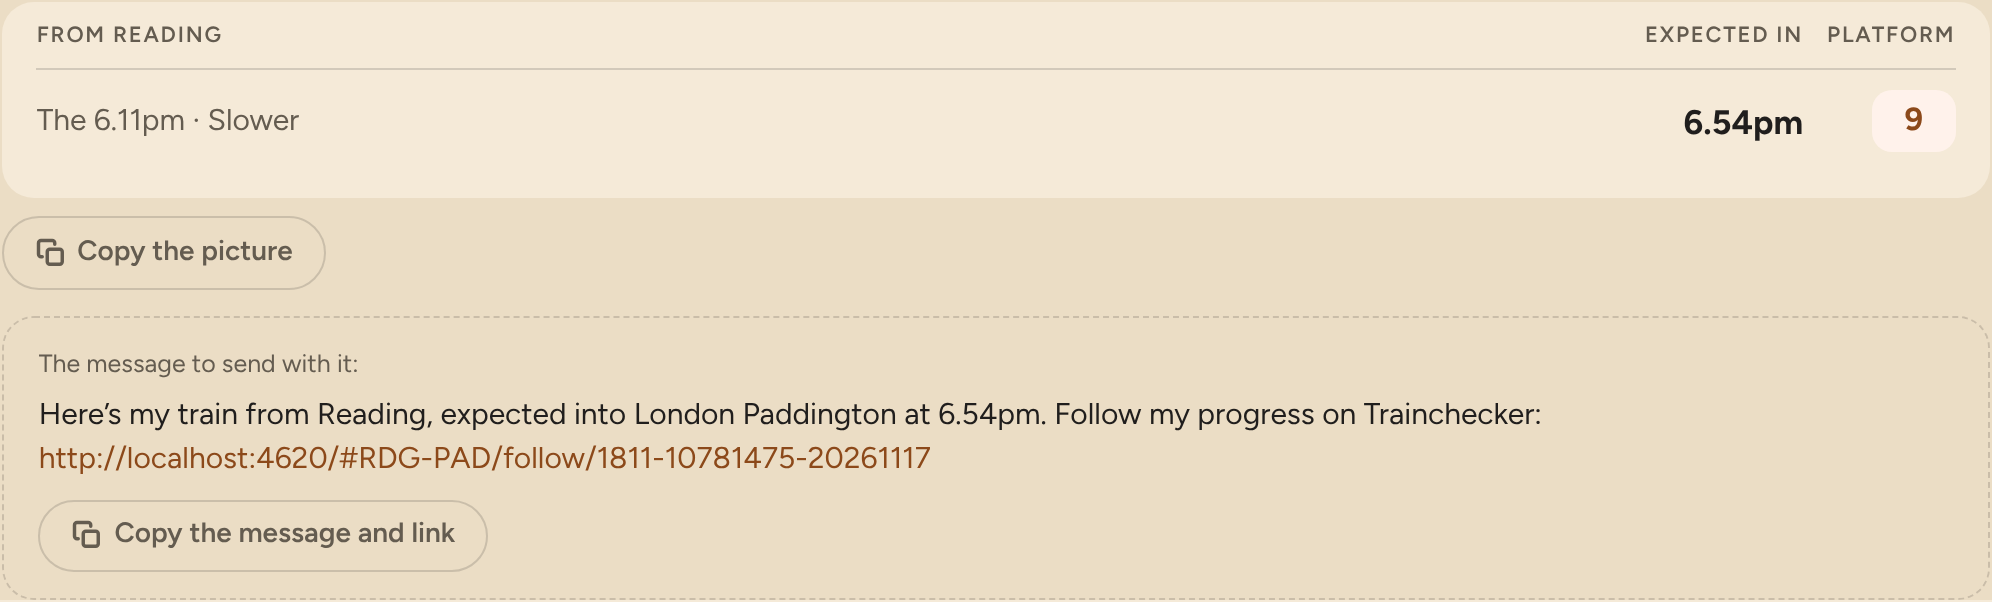 FROM READING EXPECTED IN PLATFORM
The 6.11pm · Slower 6.54pm 9
Copy the picture
The message to send with it:
Here’s my train from Reading, expected into London Paddington at 6.54pm. Follow my progress on Trainchecker:
http://localhost:4620/#RDG-PAD/follow/1811-10781475-20261117
Copy the message and link